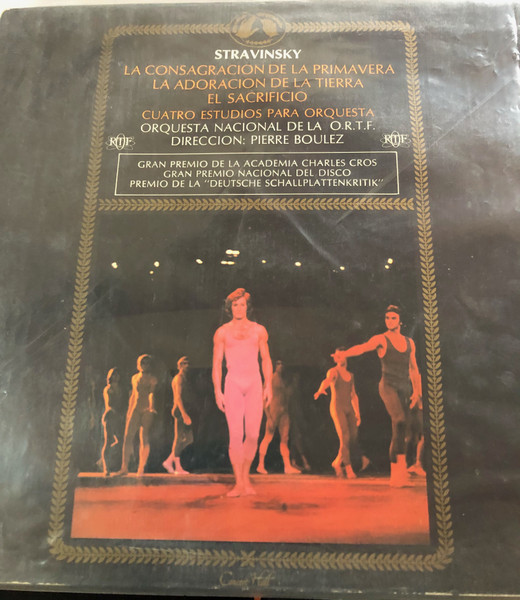 STRAVINSKY
LA CONSAGRACION DE LA PRIMAVERA
LA ADORACION DE LA TIERRA
EL SACRIFICIO
CUATRO ESTUDIOS PARA ORQUESTA
ORQUESTA NACIONAL DE LA O.R.T.F.
DIRECCION: PIERRE BOULEZ
GRAN PREMIO DE LA ACADEMIA CHARLES CROS
GRAN PREMIO NACIONAL DEL DISCO
PREMIO DE LA "DEUTSCHE SCHALLPLATTENKRITIK"